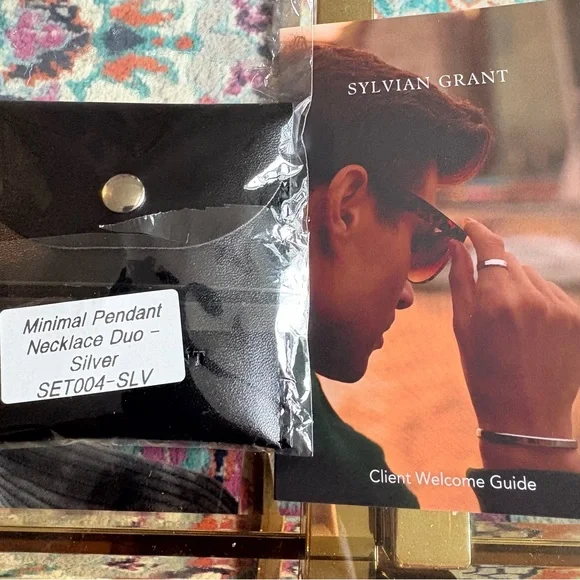 SYLVIAN GRANT
Minimal Pendant
Necklace Duo -
Silver
SET004-SLV
Client Welcome Guide